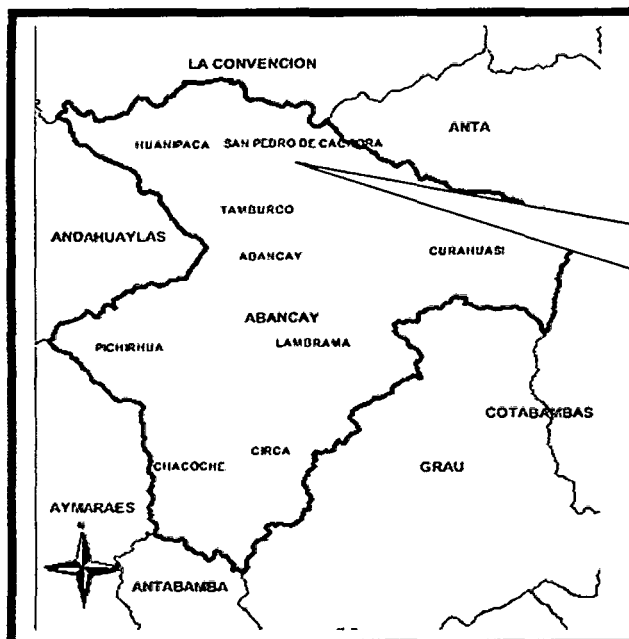 LA CONVENCION
ANTA
HUANIPACA
SAN PEDRO DE CACHORA
TAMBURCO
ANDAHUAYLAS
ABANCAY
CURAHUASI
ABANCAY
LAMBRAMA
PICHIRHUA
COTABAMBAS
CIRCA
CHACOCHE
GRAU
AYMARAES
N
ANTABAMBA